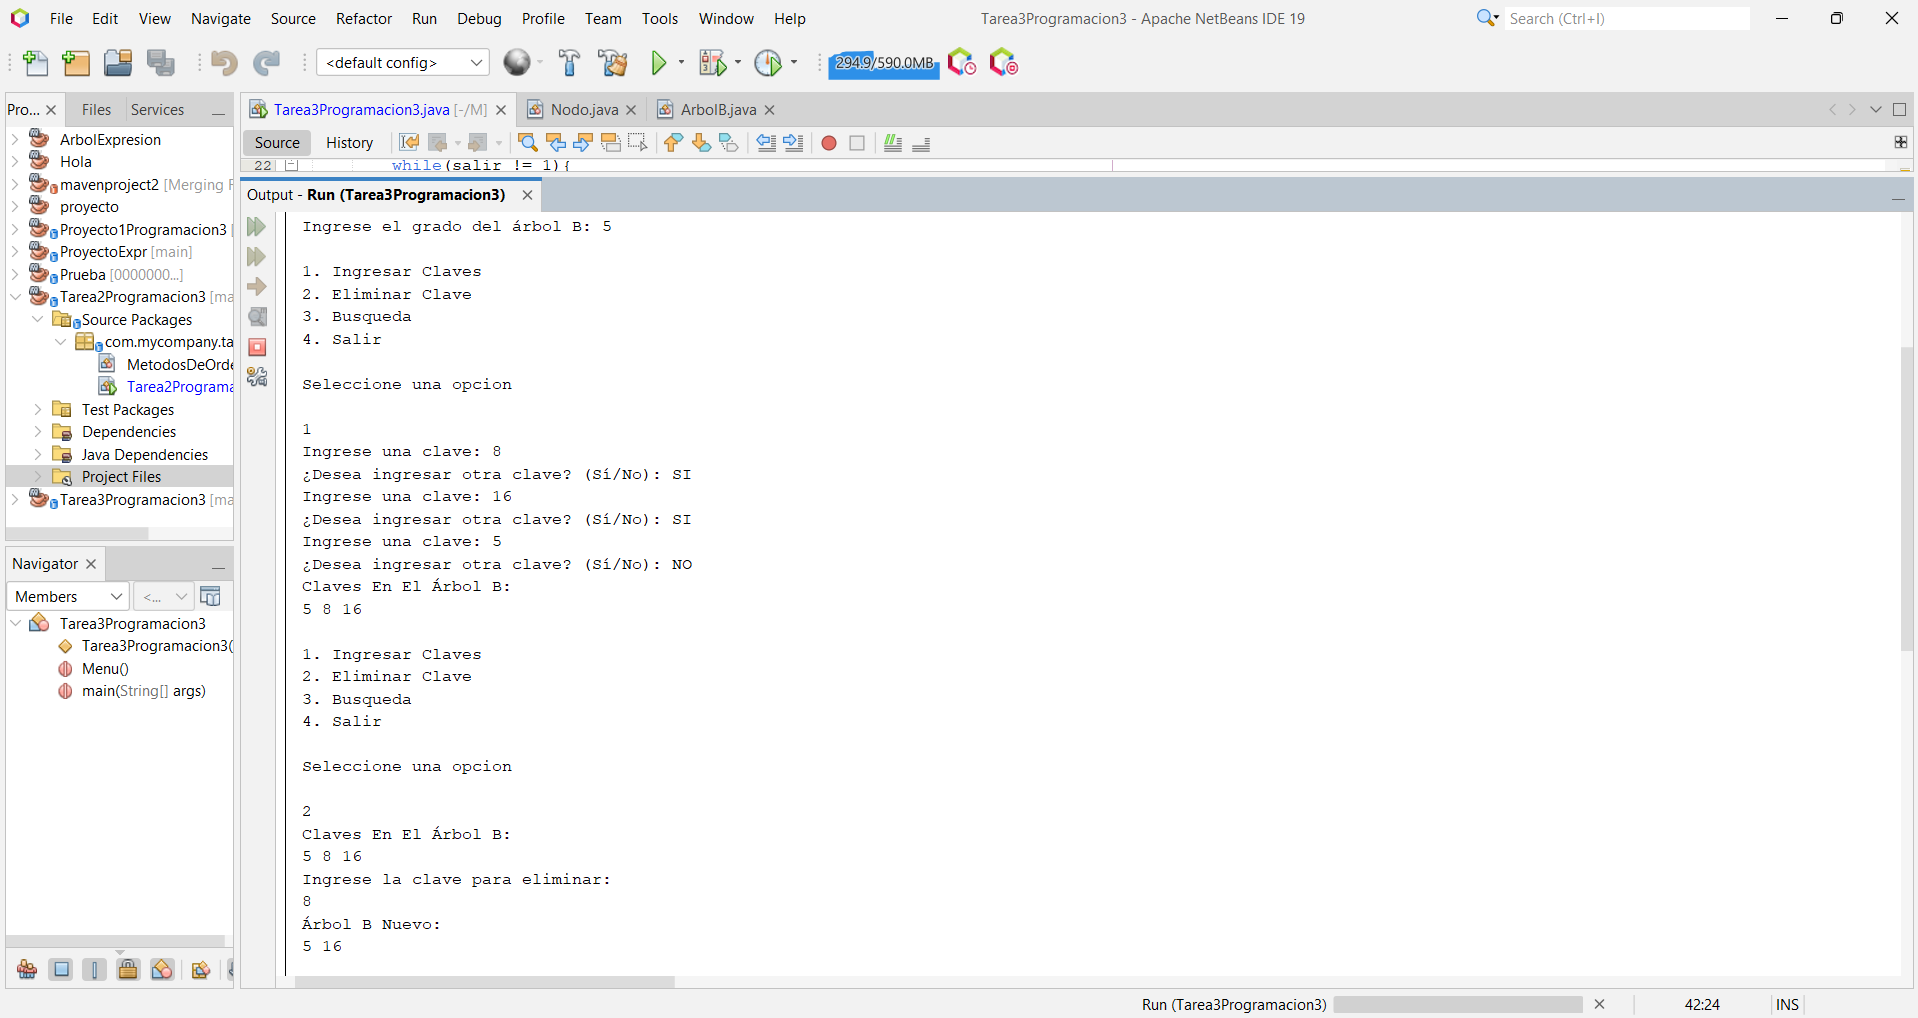 File Edit View Navigate Source Refactor Run Debug Profile Team Tools Window Help
Tarea3Programacion3 - Apache NetBeans IDE 19
Search (Ctrl+I)
<default config>
294.9/590.0MB
Pro... Files Services
ArbolExpresion
Hola
mavenproject2 [Merging
proyecto
Proyecto1Programacion3
ProyectoExpr [main]
Prueba [0000000...]
Tarea2Programacion3 [ma
Source Packages
com.mycompany.ta
MetodosDeOrde
Tarea2Programa
Test Packages
Dependencies
Java Dependencies
Project Files
Tarea3Programacion3 [ma
Navigator
Members
<...
Tarea3Programacion3
Tarea3Programacion3(
Menu()
main(String[] args)
Tarea3Programacion3.java [-/M] Nodo.java ArbolB.java
Source History
22 while(salir != 1){
Output - Run (Tarea3Programacion3)
Ingrese el grado del árbol B: 5
1. Ingresar Claves
2. Eliminar Clave
3. Busqueda
4. Salir
Seleccione una opcion
1
Ingrese una clave: 8
¿Desea ingresar otra clave? (Sí/No): SI
Ingrese una clave: 16
¿Desea ingresar otra clave? (Sí/No): SI
Ingrese una clave: 5
¿Desea ingresar otra clave? (Sí/No): NO
Claves En El Árbol B:
5 8 16
1. Ingresar Claves
2. Eliminar Clave
3. Busqueda
4. Salir
Seleccione una opcion
2
Claves En El Árbol B:
5 8 16
Ingrese la clave para eliminar:
8
Árbol B Nuevo:
5 16
Run (Tarea3Programacion3)
42:24
INS